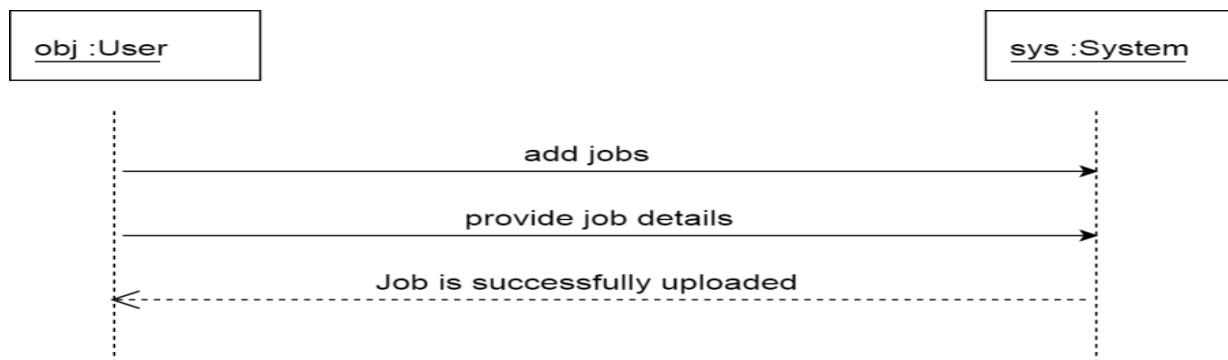 obj :User
sys :System
add jobs
provide job details
Job is successfully uploaded